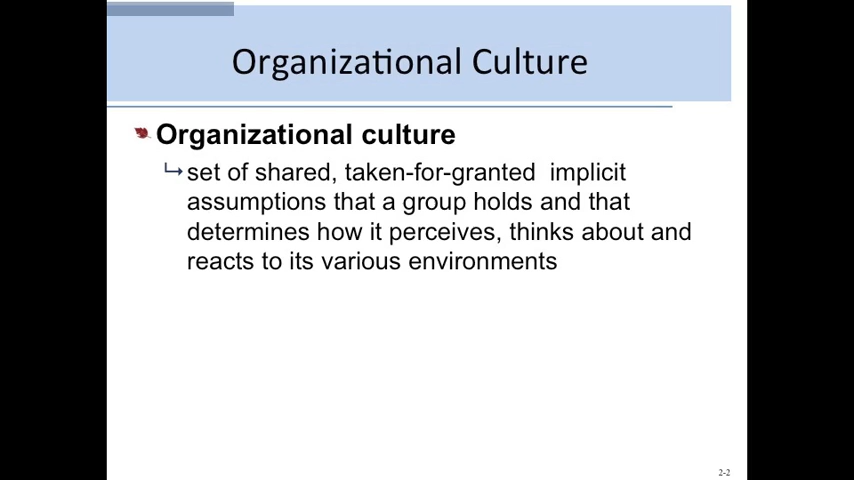 Organizational Culture
Organizational culture
set of shared, taken-for-granted  implicit
assumptions that a group holds and that
determines how it perceives, thinks about and
reacts to its various environments
2-2